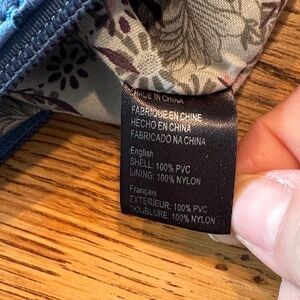 MADE IN CHINA
FABRIQUE EN CHINE
HECHO EN CHINA
FABRICADO NA CHINA
English
SHELL: 100% PVC
LINING: 100% NYLON
Français
EXTERIEUR: 100% PVC
DOUBLURE: 100% NYLON